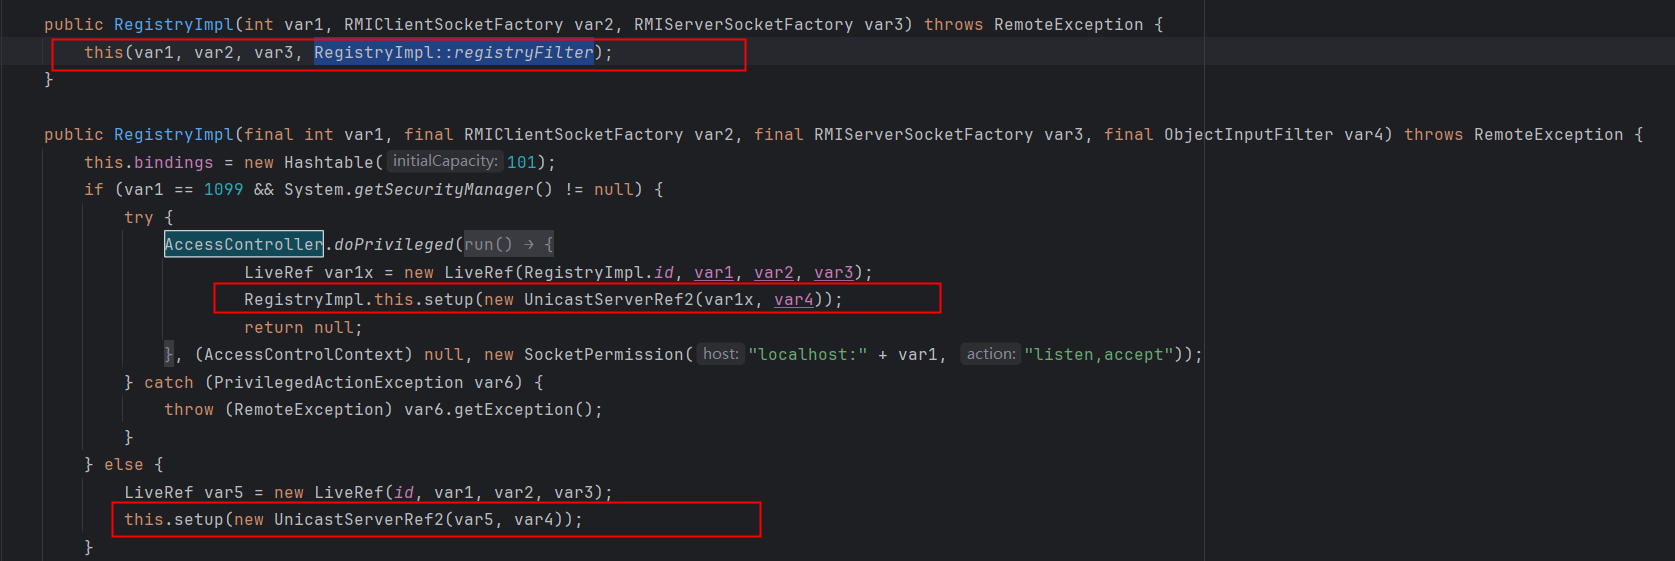 public RegistryImpl(int var1, RMIClientSocketFactory var2, RMIServerSocketFactory var3) throws RemoteException {
    this(var1, var2, var3, RegistryImpl::registryFilter);
}
public RegistryImpl(final int var1, final RMIClientSocketFactory var2, final RMIServerSocketFactory var3, final ObjectInputFilter var4) throws RemoteException {
    this.bindings = new Hashtable( initialCapacity: 101);
    if (var1 == 1099 && System.getSecurityManager() != null) {
        try {
            AccessController.doPrivileged(run() → {
                    LiveRef var1x = new LiveRef(RegistryImpl.id, var1, var2, var3);
                    RegistryImpl.this.setup(new UnicastServerRef2(var1x, var4));
                    return null;
            }, (AccessControlContext) null, new SocketPermission( host: "localhost:" + var1, action: "listen,accept"));
        } catch (PrivilegedActionException var6) {
            throw (RemoteException) var6.getException();
        }
    } else {
        LiveRef var5 = new LiveRef(id, var1, var2, var3);
        this.setup(new UnicastServerRef2(var5, var4));
    }